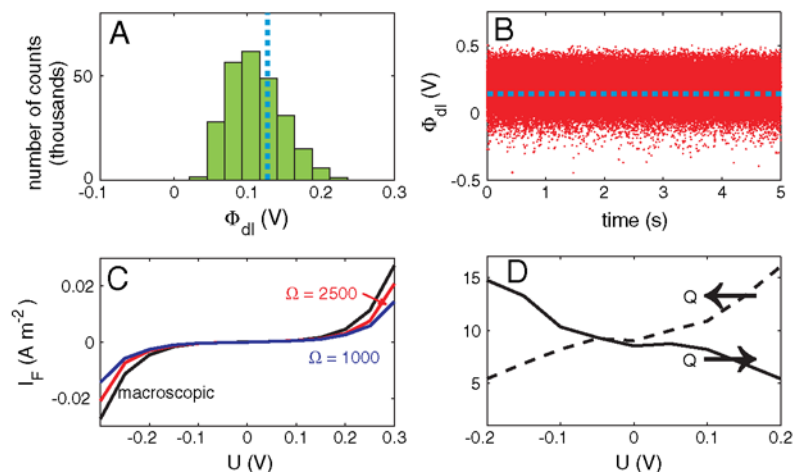 A
number of counts
(thousands)
50
0
-0.1
0
0.1
0.2
0.3
Φdl (V)
B
Φdl (V)
0.5
0
-0.5
0
1
2
3
4
5
time (s)
C
I_F (A m⁻²)
0.02
0
-0.02
Ω = 2500
Ω = 1000
macroscopic
-0.2
-0.1
0
0.1
0.2
0.3
U (V)
D
15
10
5
Q
Q
-0.2
-0.1
0
0.1
0.2
U (V)